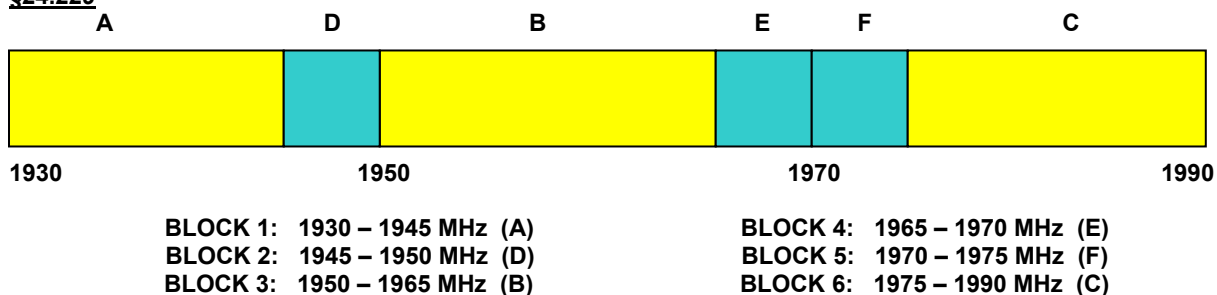 A D B E F C
1930 1950 1970 1990
BLOCK 1: 1930 – 1945 MHz (A) BLOCK 4: 1965 – 1970 MHz (E)
BLOCK 2: 1945 – 1950 MHz (D) BLOCK 5: 1970 – 1975 MHz (F)
BLOCK 3: 1950 – 1965 MHz (B) BLOCK 6: 1975 – 1990 MHz (C)